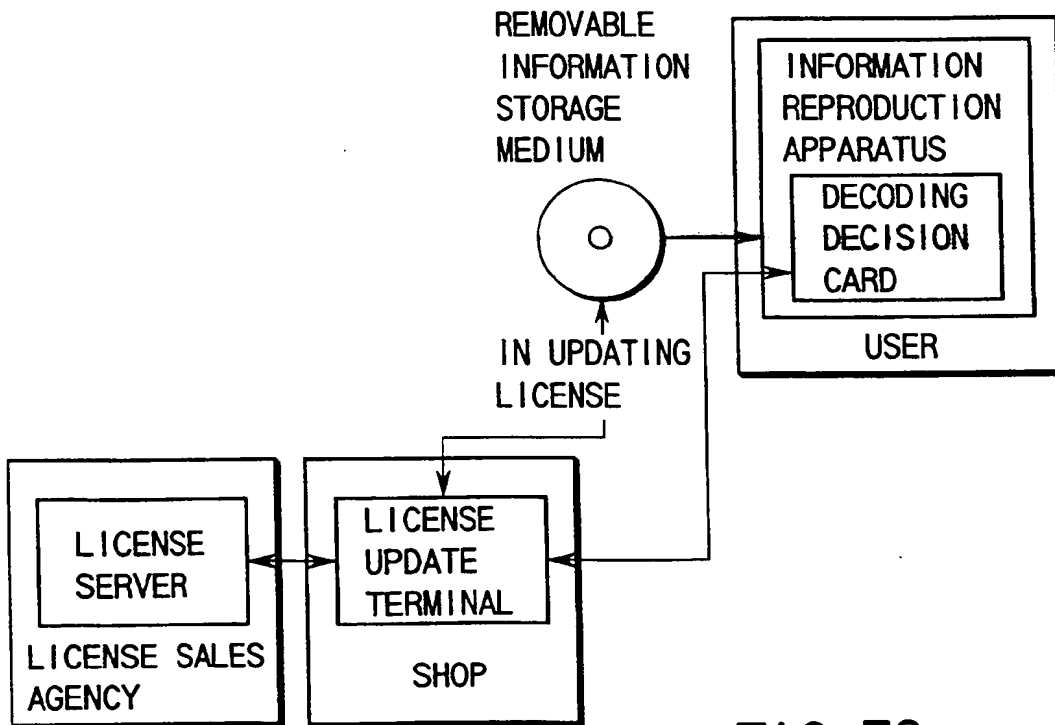 REMOVABLE
INFORMATION
STORAGE
MEDIUM
INFORMATION
REPRODUCTION
APPARATUS
DECODING
DECISION
CARD
USER
IN UPDATING
LICENSE
LICENSE
SERVER
LICENSE SALES
AGENCY
LICENSE
UPDATE
TERMINAL
SHOP